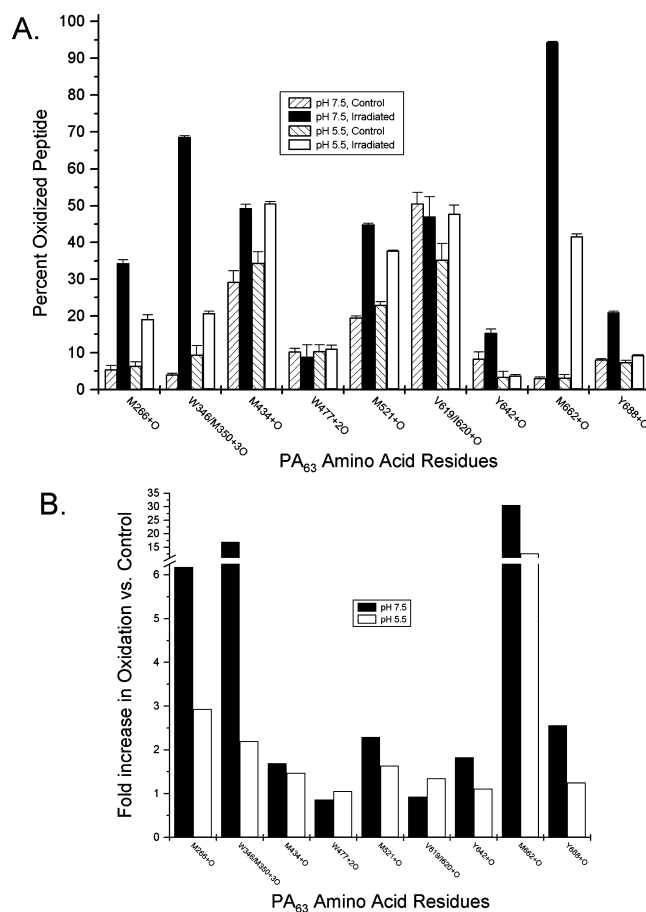 A.
100
90
80
70
60
50
40
30
20
10
0
Percent Oxidized Peptide
pH 7.5, Control
pH 7.5, Irradiated
pH 5.5, Control
pH 5.5, Irradiated
M266+O
W346/M350+3O
M434+O
W477+2O
M521+O
V619/I620+O
Y642+O
M662+O
Y688+O
PA63 Amino Acid Residues
B.
35
30
25
20
15
6
5
4
3
2
1
0
Fold increase in Oxidation vs. Control
pH 7.5
pH 5.5
M266+O
W346/M350+3O
M434+O
W477+2O
M521+O
V619/I620+O
Y642+O
M662+O
Y688+O
PA63 Amino Acid Residues